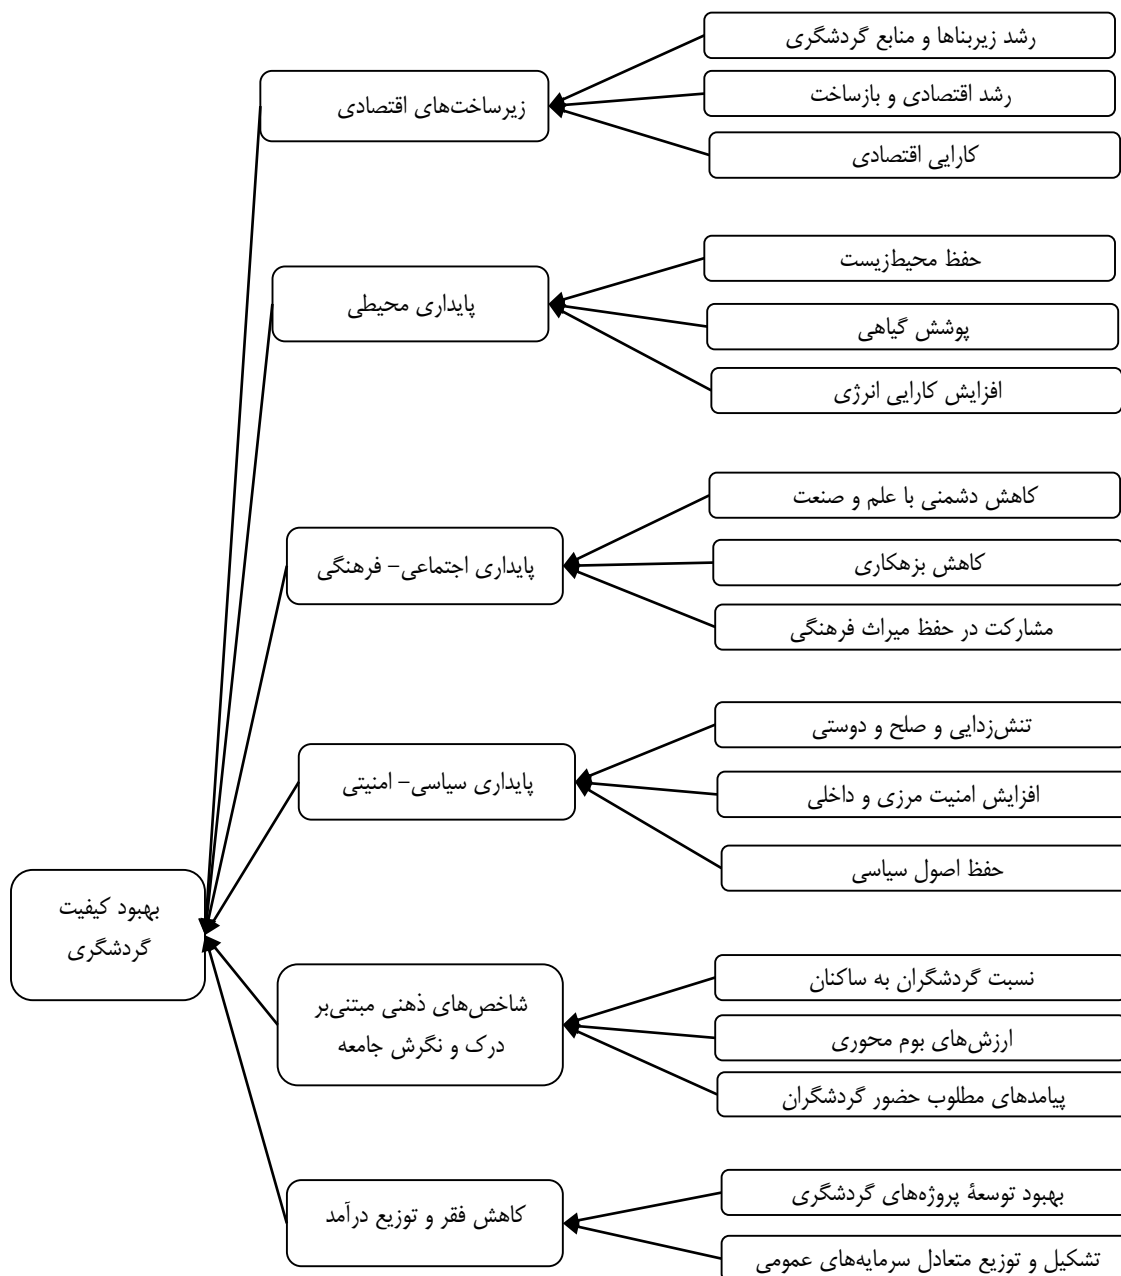 رشد زیربناها و منابع گردشگری
رشد اقتصادی و بازساخت
کارایی اقتصادی
زیرساخت‌های اقتصادی
حفظ محیط‌زیست
پوشش گیاهی
افزایش کارایی انرژی
پایداری محیطی
کاهش دشمنی با علم و صنعت
کاهش بزهکاری
مشارکت در حفظ میراث فرهنگی
پایداری اجتماعی- فرهنگی
تنش‌زدایی و صلح و دوستی
افزایش امنیت مرزی و داخلی
حفظ اصول سیاسی
پایداری سیاسی- امنیتی
نسبت گردشگران به ساکنان
ارزش‌های بوم محوری
پیامدهای مطلوب حضور گردشگران
شاخص‌های ذهنی مبتنی‌بر
درک و نگرش جامعه
بهبود توسعهٔ پروژه‌های گردشگری
تشکیل و توزیع متعادل سرمایه‌های عمومی
کاهش فقر و توزیع درآمد
بهبود کیفیت
گردشگری